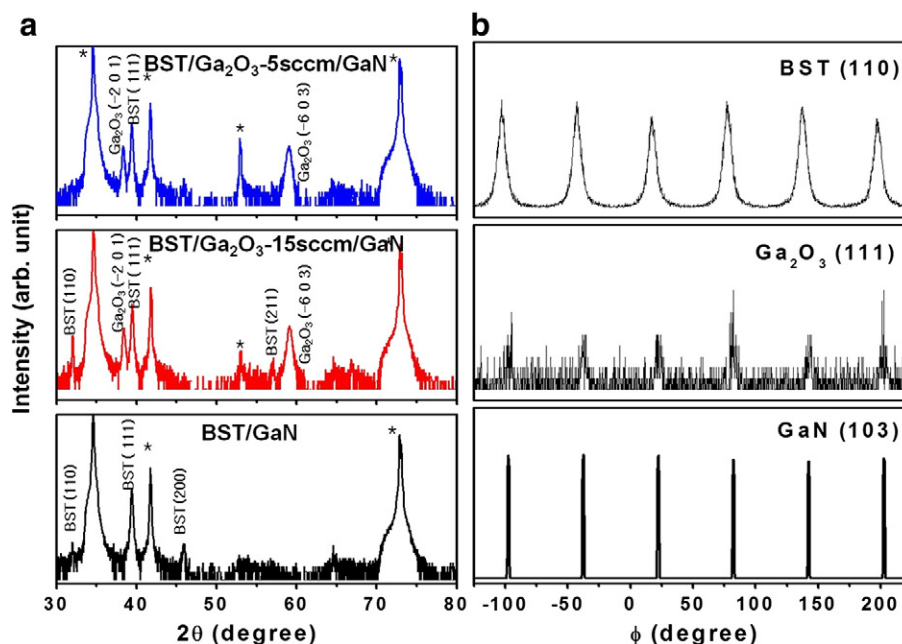 a
b
Intensity (arb. unit)
*
BST/Ga₂O₃-5sccm/GaN
*
*
*
Ga₂O₃(-2 0 1)
BST(111)
Ga₂O₃(-6 0 3)
BST/Ga₂O₃-15sccm/GaN
*
*
BST(110)
Ga₂O₃(-2 0 1)
BST(111)
BST(211)
Ga₂O₃(-6 0 3)
BST/GaN
*
*
BST(110)
BST(111)
BST(200)
30 40 50 60 70 80
2θ (degree)
BST (110)
Ga₂O₃ (111)
GaN (103)
-100 -50 0 50 100 150 200
ϕ (degree)